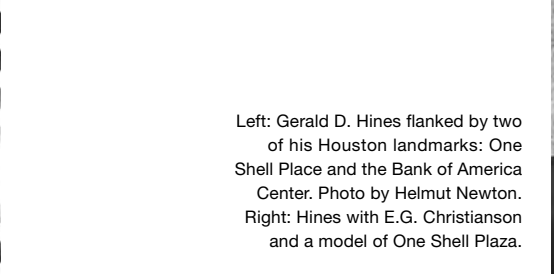 Left: Gerald D. Hines flanked by two
of his Houston landmarks: One
Shell Place and the Bank of America
Center. Photo by Helmut Newton.
Right: Hines with E.G. Christianson
and a model of One Shell Plaza.